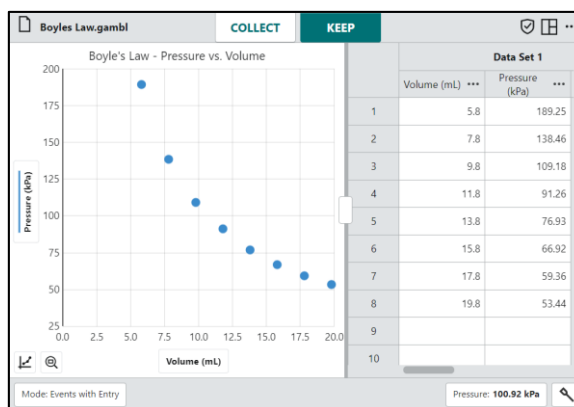 Boyles Law.gambl
COLLECT
KEEP
Boyle's Law - Pressure vs. Volume
200
175
150
125
100
75
50
25
0.0 2.5 5.0 7.5 10.0 12.5 15.0 17.5 20.0
Pressure (kPa)
Volume (mL)
Data Set 1
Volume (mL) ••• Pressure (kPa) •••
1 5.8 189.25
2 7.8 138.46
3 9.8 109.18
4 11.8 91.26
5 13.8 76.93
6 15.8 66.92
7 17.8 59.36
8 19.8 53.44
9
10
Mode: Events with Entry
Pressure: 100.92 kPa